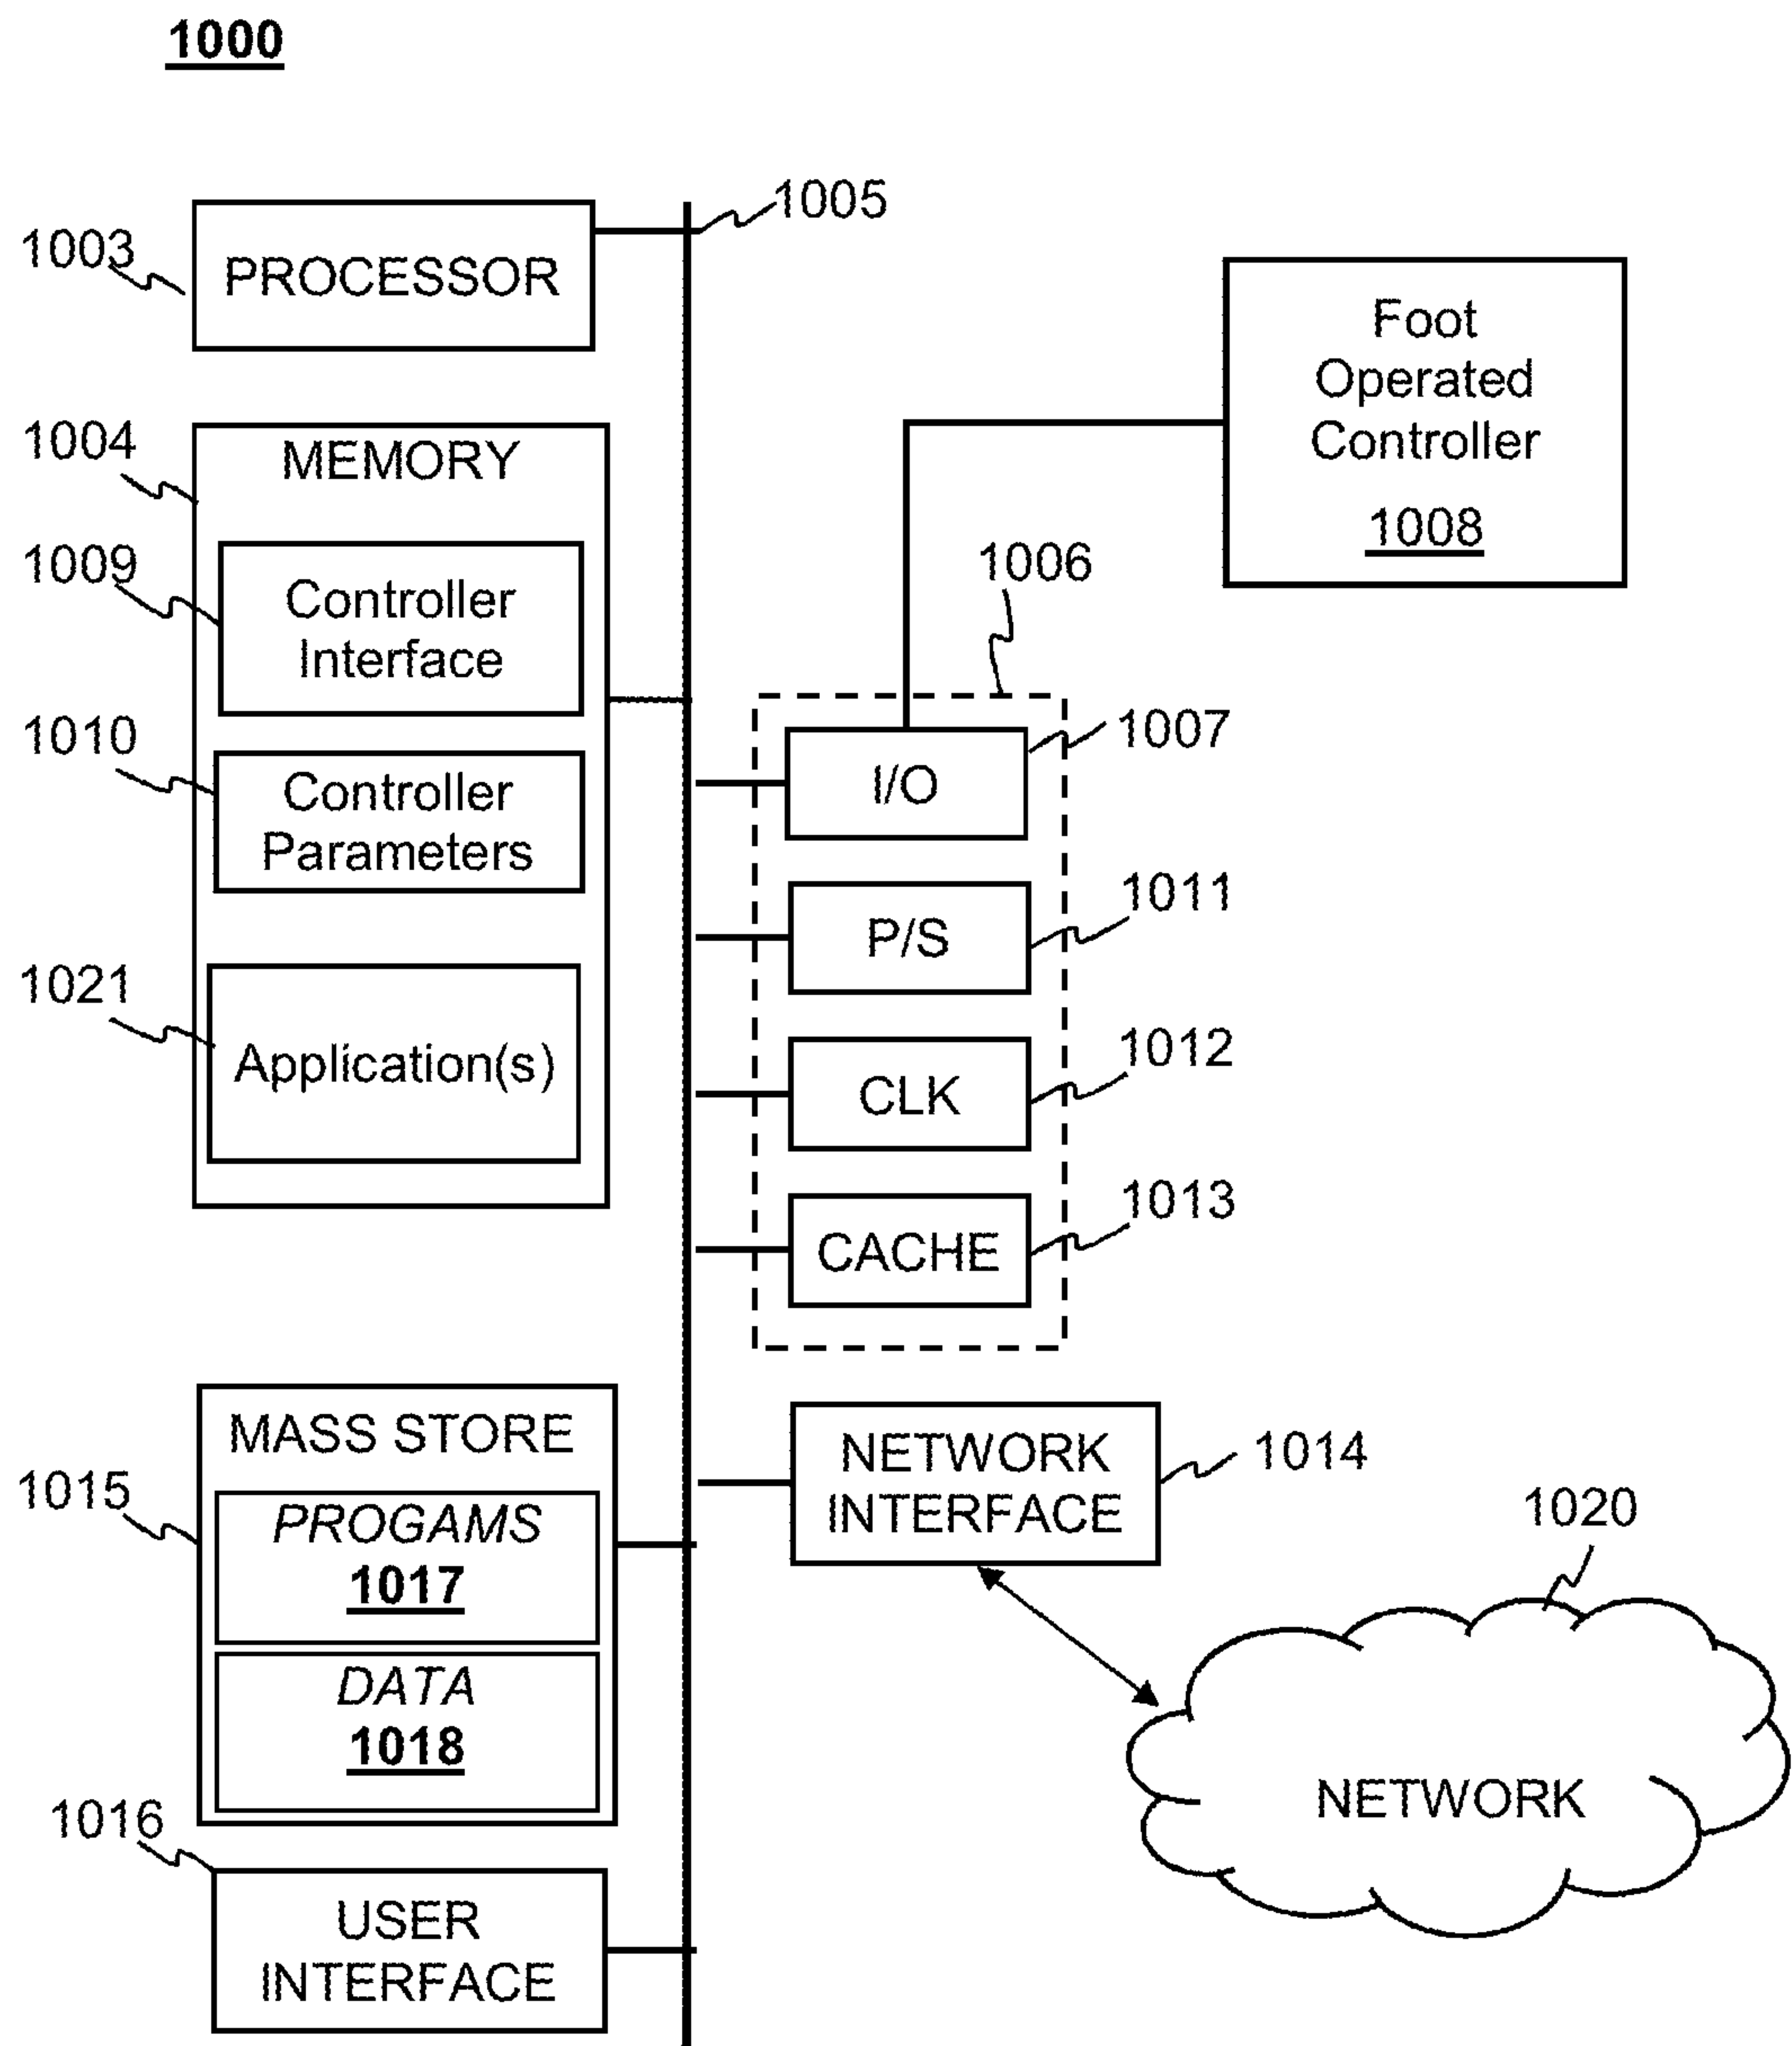 1000
1005
1003
PROCESSOR
Foot
Operated
Controller
1008
1004
MEMORY
1009
Controller
Interface
1006
1010
Controller
Parameters
1007
I/O
1011
P/S
1021
Application(s)
1012
CLK
1013
CACHE
MASS STORE
1015
PROGAMS
1017
DATA
1018
NETWORK
INTERFACE
1014
1020
NETWORK
1016
USER
INTERFACE